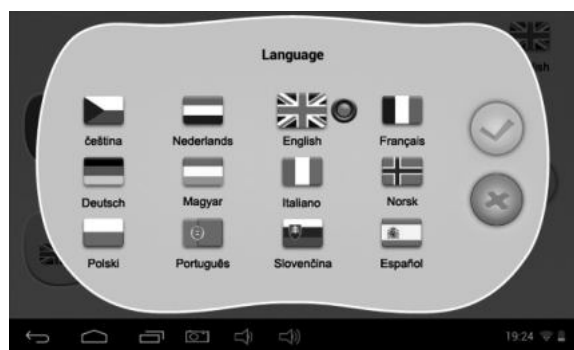 Language
čeština Nederlands English Français
Deutsch Magyar Italiano Norsk
Polski Português Slovenčina Español
19:24